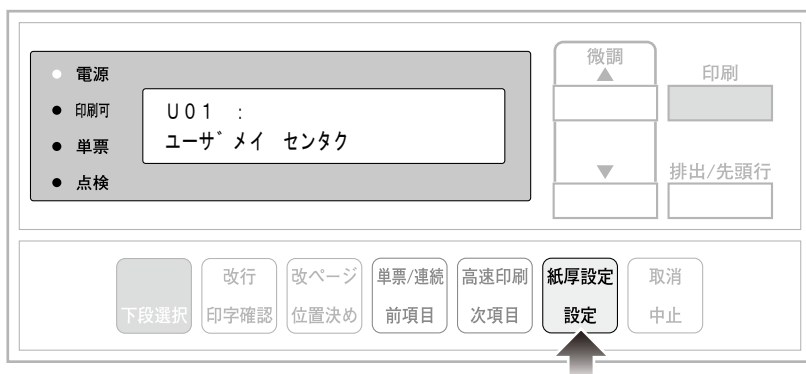 電源
印刷可
単票
点検
U01 :
ユーザメイ センタク
微調
▲
▼
印刷
排出/先頭行
下段選択
改行
印字確認
改ページ
位置決め
単票/連続
前項目
高速印刷
次項目
紙厚設定
設定
取消
中止